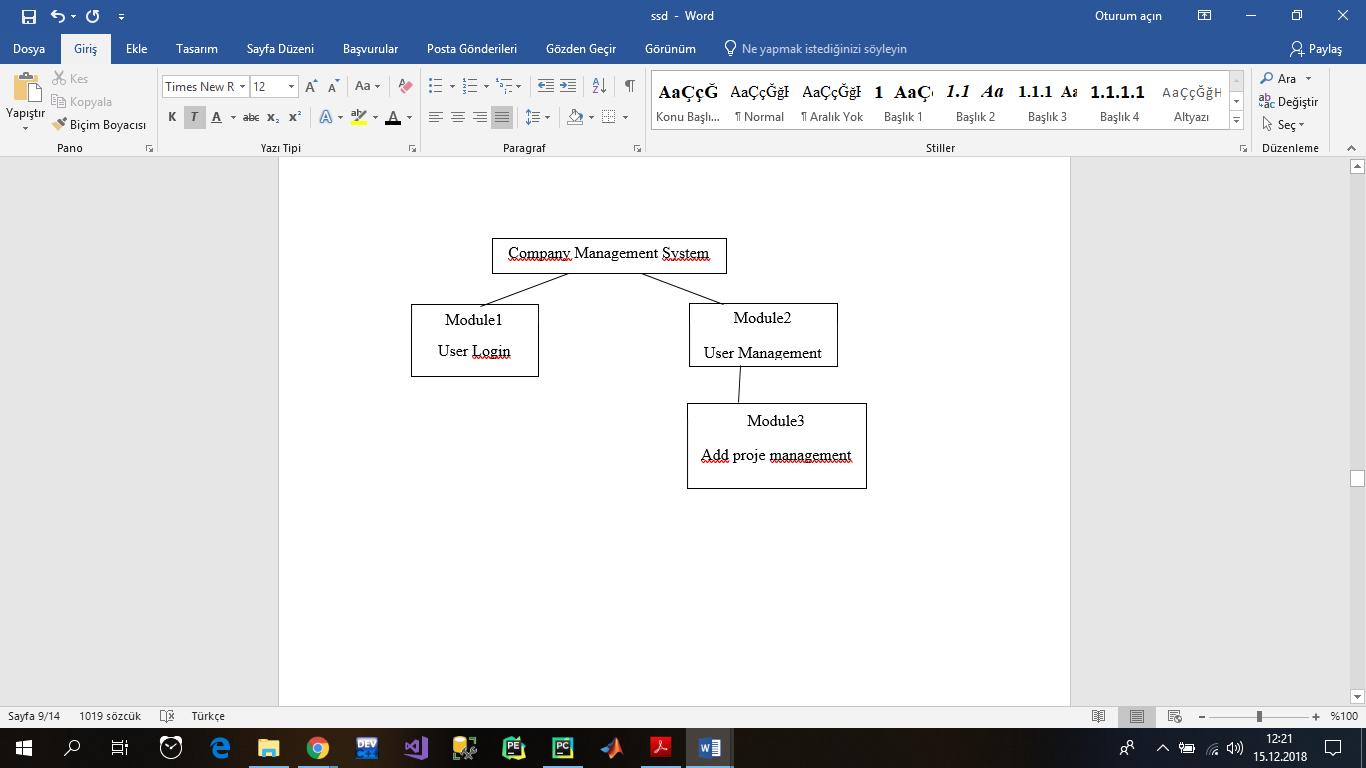 ssd - Word
Oturum açın
Dosya
Giriş
Ekle
Tasarım
Sayfa Düzeni
Başvurular
Posta Gönderileri
Gözden Geçir
Görünüm
Ne yapmak istediğinizi söyleyin
Paylaş
Yapıştır
Kes
Kopyala
Biçim Boyacısı
Pano
Times New R
12
Aa
K T A abc x₂ x²
Yazı Tipi
Paragraf
AaÇçĞ
AaÇçĞğH
AaÇçĞğH
1 AaÇ
1.1 Aa
1.1.1 Aa
1.1.1.1
AaÇçĞğH
Konu Başlı...
¶ Normal
¶ Aralık Yok
Başlık 1
Başlık 2
Başlık 3
Başlık 4
Altyazı
Stiller
Ara
Değiştir
Seç
Düzenleme
Company Management System
Module1
User Login
Module2
User Management
Module3
Add proje management
Sayfa 9/14
1019 sözcük
Türkçe
%100
DEV
PE
PC
12:21
15.12.2018